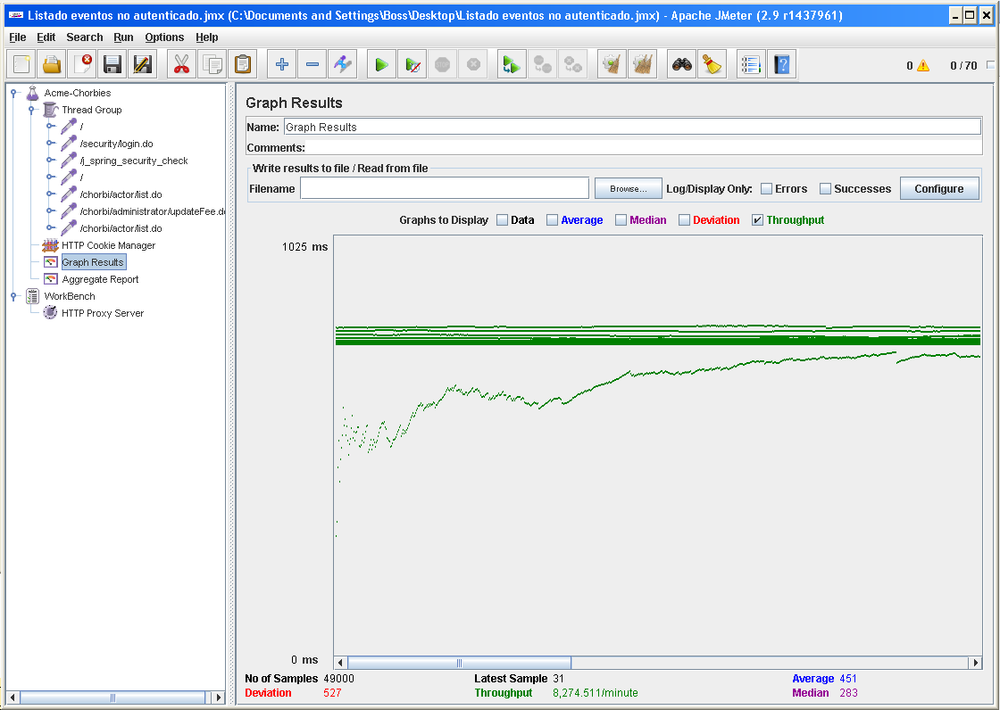 Listado eventos no autenticado.jmx (C:\Documents and Settings\Boss\Desktop\Listado eventos no autenticado.jmx) - Apache JMeter (2.9 r1437961)
File Edit Search Run Options Help
0 0 / 70
Acme-Chorbies
Thread Group
/
/security/login.do
/j_spring_security_check
/
/chorbi/actor/list.do
/chorbi/administrator/updateFee.do
/chorbi/actor/list.do
HTTP Cookie Manager
Graph Results
Aggregate Report
WorkBench
HTTP Proxy Server
Graph Results
Name: Graph Results
Comments:
Write results to file / Read from file
Filename Browse... Log/Display Only: Errors Successes Configure
Graphs to Display Data Average Median Deviation Throughput
1025 ms
0 ms
No of Samples 49000 Latest Sample 31 Average 451
Deviation 527 Throughput 8,274.511/minute Median 283